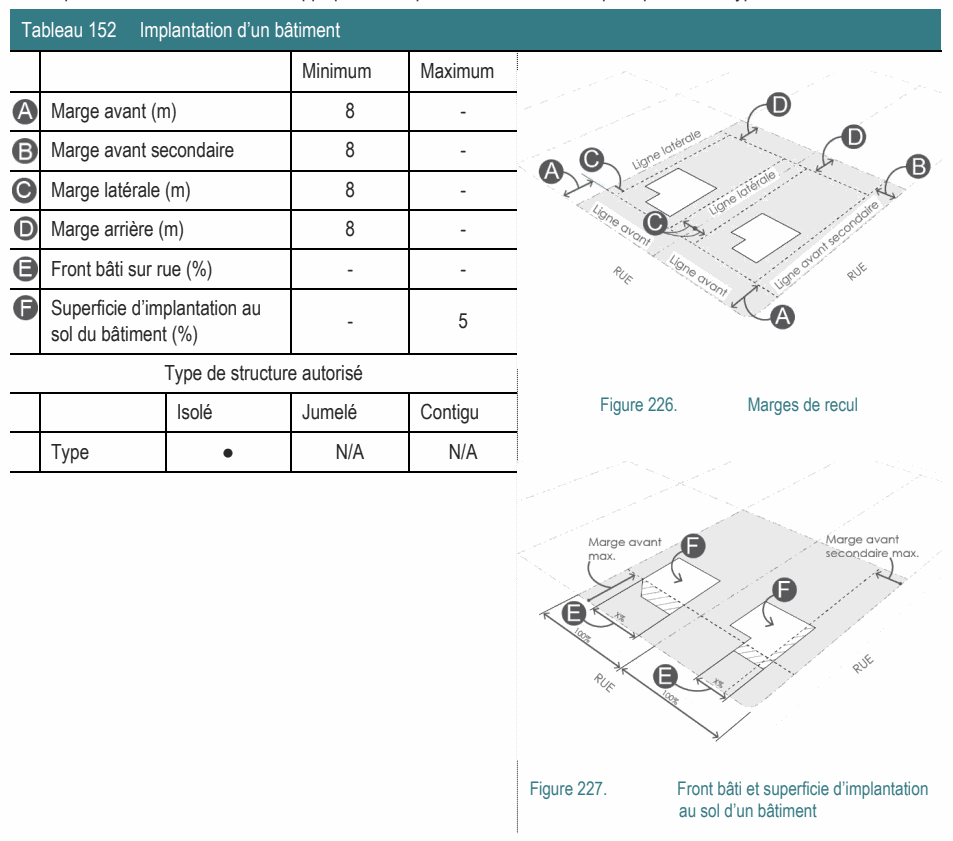 Tableau 152 Implantation d'un bâtiment
Minimum Maximum
A Marge avant (m) 8 -
B Marge avant secondaire 8 -
C Marge latérale (m) 8 -
D Marge arrière (m) 8 -
E Front bâti sur rue (%) - -
F Superficie d'implantation au
sol du bâtiment (%) - 5
Type de structure autorisé
Isolé Jumelé Contigu
Type ● N/A N/A
D
D
C
A
B
C
A
Ligne latérale
Ligne latérale
Ligne avant
Ligne avant
Ligne avant secondaire
RUE
RUE
Figure 226. Marges de recul
Marge avant
max.
F
Marge avant
secondaire max.
F
E
X%
100%
E
X%
100%
RUE
RUE
Figure 227. Front bâti et superficie d'implantation
au sol d'un bâtiment